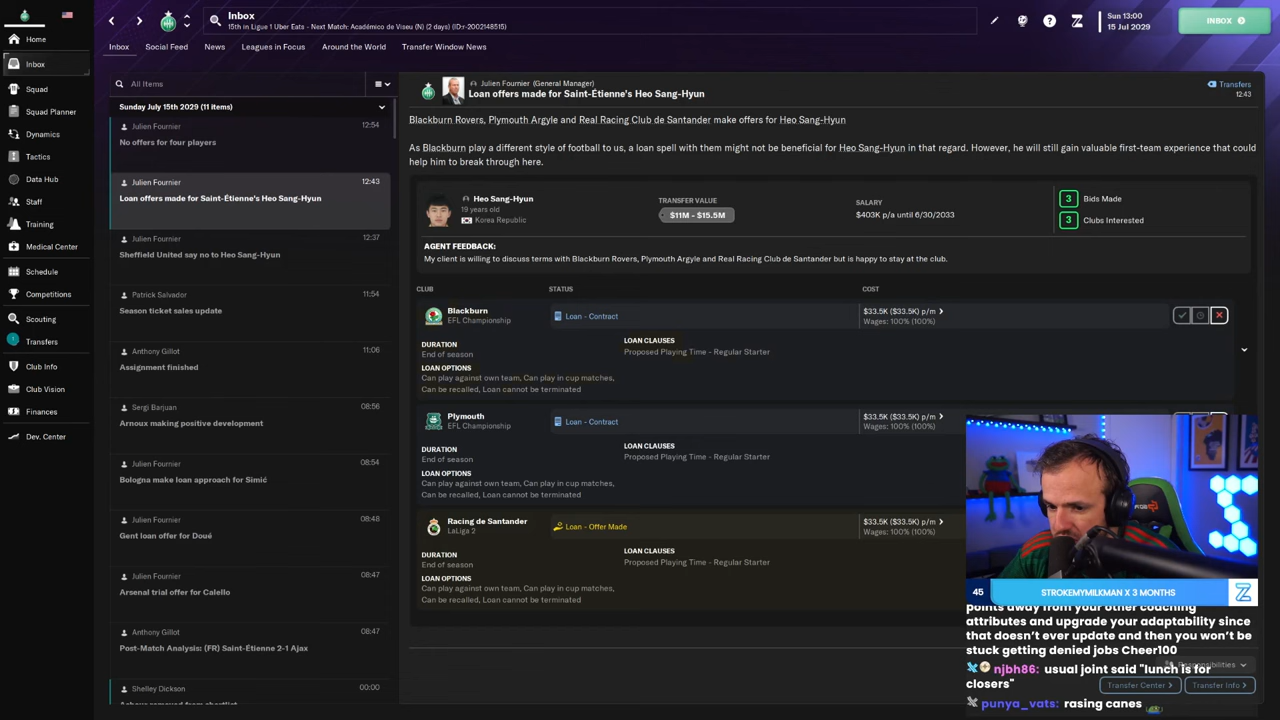 Inbox
15th in Ligue 1 Uber Eats - Next Match: Académico de Viseu (N) (2 days) (ID:r-2002148515)
Sun 13:00
15 Jul 2029
INBOX
Home
Inbox
Squad
Squad Planner
Dynamics
Tactics
Data Hub
Staff
Training
Medical Center
Schedule
Competitions
Scouting
Transfers
Club Info
Club Vision
Finances
Dev. Center
Inbox Social Feed News Leagues in Focus Around the World Transfer Window News
All Items
Sunday July 15th 2029 (11 items)
Julien Fournier 12:54
No offers for four players
Julien Fournier 12:43
Loan offers made for Saint-Étienne's Heo Sang-Hyun
Julien Fournier 12:37
Sheffield United say no to Heo Sang-Hyun
Patrick Salvador 11:54
Season ticket sales update
Anthony Gillot 11:06
Assignment finished
Sergi Barjuan 08:56
Arnoux making positive development
Julien Fournier 08:54
Bologna make loan approach for Simić
Julien Fournier 08:48
Gent loan offer for Doué
Julien Fournier 08:47
Arsenal trial offer for Calello
Anthony Gillot 08:47
Post-Match Analysis: (FR) Saint-Étienne 2-1 Ajax
Shelley Dickson 00:00
Julien Fournier (General Manager)
Loan offers made for Saint-Étienne's Heo Sang-Hyun
Transfers
12:43
Blackburn Rovers, Plymouth Argyle and Real Racing Club de Santander make offers for Heo Sang-Hyun
As Blackburn play a different style of football to us, a loan spell with them might not be beneficial for Heo Sang-Hyun in that regard. However, he will still gain valuable first-team experience that could
help him to break through here.
Heo Sang-Hyun
19 years old
Korea Republic
TRANSFER VALUE
$11M - $15.5M
SALARY
$403K p/a until 6/30/2033
3 Bids Made
3 Clubs Interested
AGENT FEEDBACK:
My client is willing to discuss terms with Blackburn Rovers, Plymouth Argyle and Real Racing Club de Santander but is happy to stay at the club.
CLUB STATUS COST
Blackburn
EFL Championship
Loan - Contract
$33.5K ($33.5K) p/m
Wages: 100% (100%)
DURATION
End of season
LOAN CLAUSES
Proposed Playing Time - Regular Starter
LOAN OPTIONS
Can play against own team, Can play in cup matches,
Can be recalled, Loan cannot be terminated
Plymouth
EFL Championship
Loan - Contract
$33.5K ($33.5K) p/m
Wages: 100% (100%)
DURATION
End of season
LOAN CLAUSES
Proposed Playing Time - Regular Starter
LOAN OPTIONS
Can play against own team, Can play in cup matches,
Can be recalled, Loan cannot be terminated
Racing de Santander
LaLiga 2
Loan - Offer Made
$33.5K ($33.5K) p/m
Wages: 100% (100%)
DURATION
End of season
LOAN CLAUSES
Proposed Playing Time - Regular Starter
LOAN OPTIONS
Can play against own team, Can play in cup matches,
Can be recalled, Loan cannot be terminated
45 STROKEMYMILKMAN X 3 MONTHS
points away from your other coaching
attributes and upgrade your adaptability since
that doesn't ever update and then you won't be
stuck getting denied jobs Cheer100
njbh86: usual joint said "lunch is for
closers"
punya_vats: rasing canes
Responsibilities
Transfer Center Transfer Info